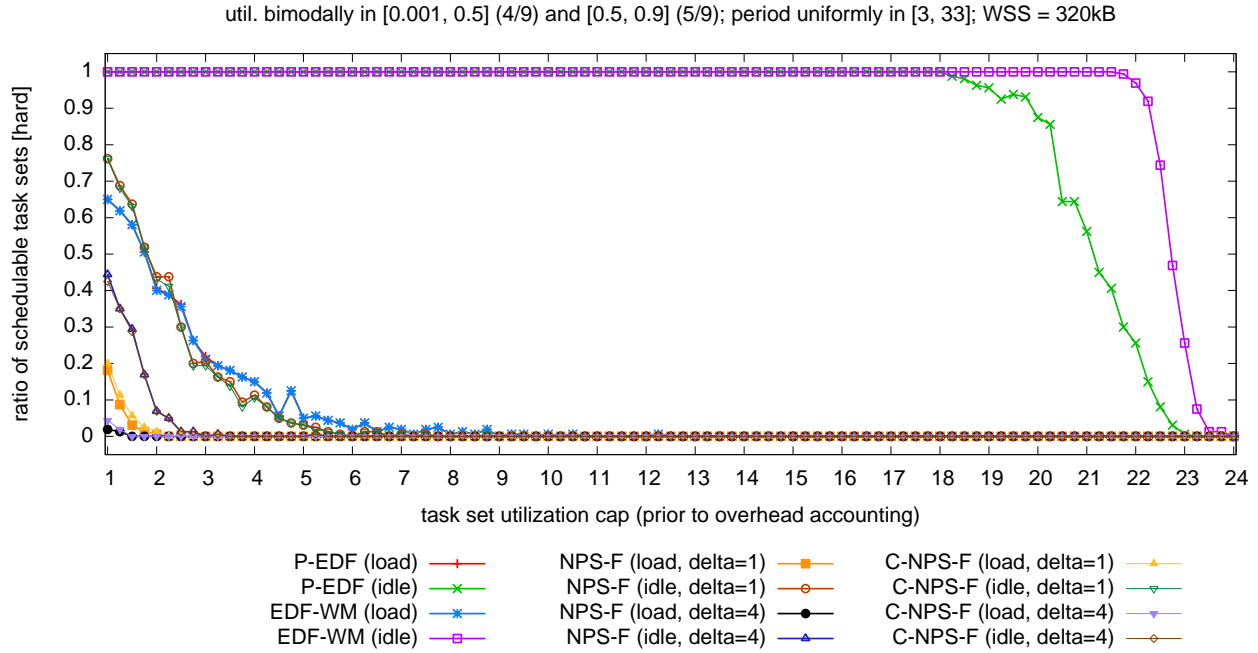 util. bimodally in [0.001, 0.5] (4/9) and [0.5, 0.9] (5/9); period uniformly in [3, 33]; WSS = 320kB
ratio of schedulable task sets [hard]
1
0.9
0.8
0.7
0.6
0.5
0.4
0.3
0.2
0.1
0
1 2 3 4 5 6 7 8 9 10 11 12 13 14 15 16 17 18 19 20 21 22 23 24
task set utilization cap (prior to overhead accounting)
P-EDF (load) NPS-F (load, delta=1) C-NPS-F (load, delta=1)
P-EDF (idle) NPS-F (idle, delta=1) C-NPS-F (idle, delta=1)
EDF-WM (load) NPS-F (load, delta=4) C-NPS-F (load, delta=4)
EDF-WM (idle) NPS-F (idle, delta=4) C-NPS-F (idle, delta=4)